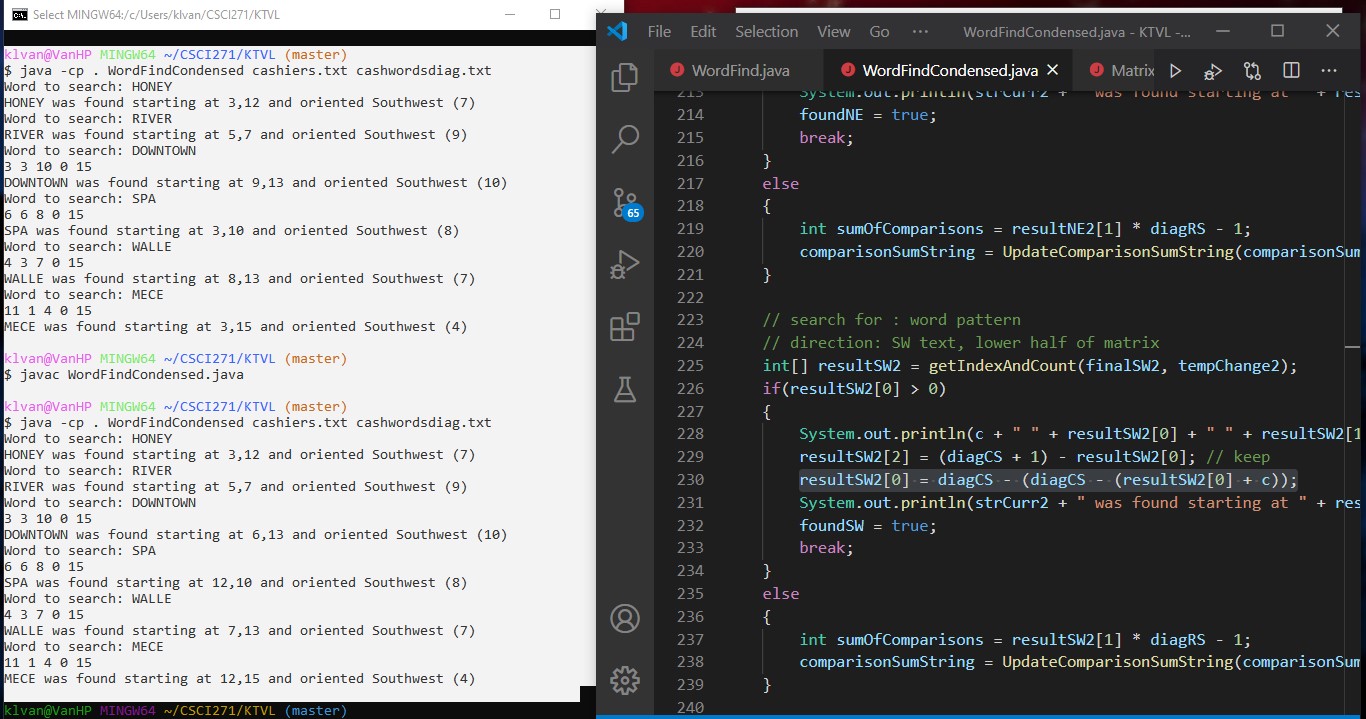 Select MINGW64:/c/Users/klvan/CSCI271/KTVL
klvan@VanHP MINGW64 ~/CSCI271/KTVL (master)
$ java -cp . WordFindCondensed cashiers.txt cashwordsdiag.txt
Word to search: HONEY
HONEY was found starting at 3,12 and oriented Southwest (7)
Word to search: RIVER
RIVER was found starting at 5,7 and oriented Southwest (9)
Word to search: DOWNTOWN
3 3 10 0 15
DOWNTOWN was found starting at 9,13 and oriented Southwest (10)
Word to search: SPA
6 6 8 0 15
SPA was found starting at 3,10 and oriented Southwest (8)
Word to search: WALLE
4 3 7 0 15
WALLE was found starting at 8,13 and oriented Southwest (7)
Word to search: MECE
11 1 4 0 15
MECE was found starting at 3,15 and oriented Southwest (4)
klvan@VanHP MINGW64 ~/CSCI271/KTVL (master)
$ javac WordFindCondensed.java
klvan@VanHP MINGW64 ~/CSCI271/KTVL (master)
$ java -cp . WordFindCondensed cashiers.txt cashwordsdiag.txt
Word to search: HONEY
HONEY was found starting at 3,12 and oriented Southwest (7)
Word to search: RIVER
RIVER was found starting at 5,7 and oriented Southwest (9)
Word to search: DOWNTOWN
3 3 10 0 15
DOWNTOWN was found starting at 6,13 and oriented Southwest (10)
Word to search: SPA
6 6 8 0 15
SPA was found starting at 12,10 and oriented Southwest (8)
Word to search: WALLE
4 3 7 0 15
WALLE was found starting at 7,13 and oriented Southwest (7)
Word to search: MECE
11 1 4 0 15
MECE was found starting at 12,15 and oriented Southwest (4)
klvan@VanHP MINGW64 ~/CSCI271/KTVL (master)
File Edit Selection View Go ··· WordFindCondensed.java - KTVL -...
WordFind.java WordFindCondensed.java Matrix
65
213 System.out.println(strCurr2 + " was found starting at " + res
214 foundNE = true;
215 break;
216 }
217 else
218 {
219 int sumOfComparisons = resultNE2[1] * diagRS - 1;
220 comparisonSumString = UpdateComparisonSumString(comparisonSum
221 }
222
223 // search for : word pattern
224 // direction: SW text, lower half of matrix
225 int[] resultSW2 = getIndexAndCount(finalSW2, tempChange2);
226 if(resultSW2[0] > 0)
227 {
228 System.out.println(c + " " + resultSW2[0] + " " + resultSW2[1
229 resultSW2[2] = (diagCS + 1) - resultSW2[0]; // keep
230 resultSW2[0] = diagCS - (diagCS - (resultSW2[0] + c));
231 System.out.println(strCurr2 + " was found starting at " + res
232 foundSW = true;
233 break;
234 }
235 else
236 {
237 int sumOfComparisons = resultSW2[1] * diagRS - 1;
238 comparisonSumString = UpdateComparisonSumString(comparisonSum
239 }
240